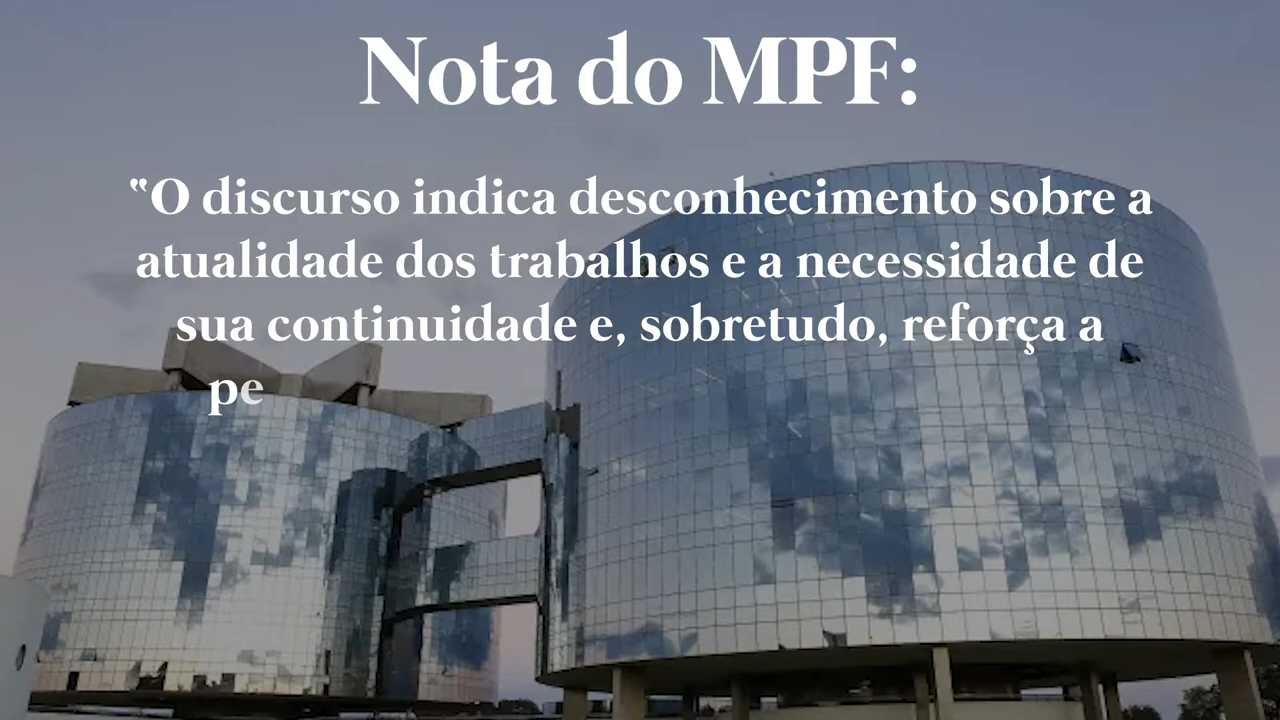 Nota do MPF:
“O discurso indica desconhecimento sobre a
atualidade dos trabalhos e a necessidade de
sua continuidade e, sobretudo, reforça a
pe